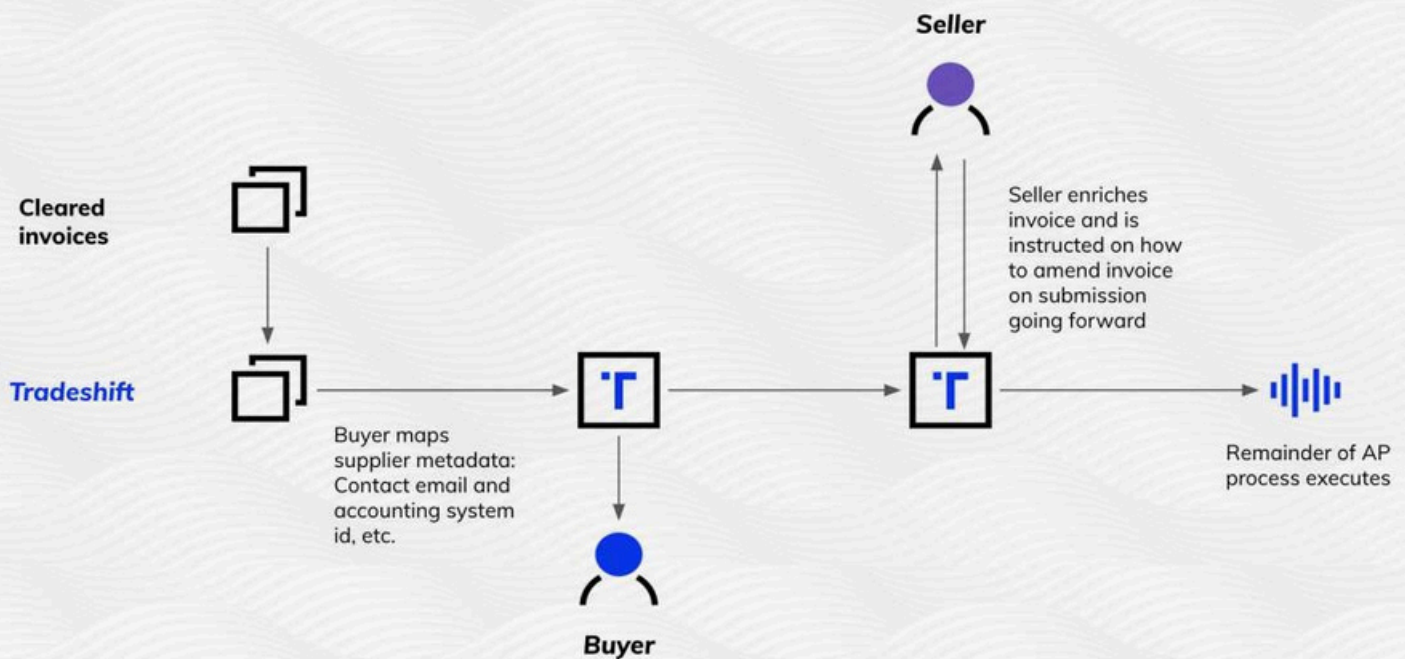 Seller
Cleared
invoices
Seller enriches
invoice and is
instructed on how
to amend invoice
on submission
going forward
Tradeshift
Buyer maps
supplier metadata:
Contact email and
accounting system
id, etc.
Remainder of AP
process executes
Buyer